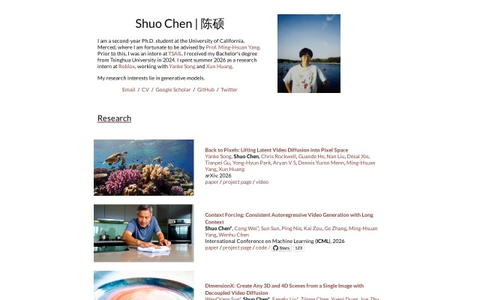 Shuo Chen | 陈硕
I am a second-year Ph.D. student at the University of California,
Merced, where I am fortunate to be advised by Prof. Ming-Hsuan Yang.
Prior to this, I was an intern at TSAIL. I received my Bachelor's degree
from Tsinghua University in 2024. I spent summer 2026 as a research
intern at Roblox, working with Yanke Song and Xun Huang.
My research interests lie in generative models.
Email / CV / Google Scholar / GitHub / Twitter
Research
Back to Pixels: Lifting Latent Video Diffusion into Pixel Space
Yanke Song, Shuo Chen, Chris Rockwell, Guande He, Nan Liu, Desai Xie,
Tianpei Gu, Yong-Hyun Park, Aryan V S, Dennis Yuren Menn, Ming-Hsuan
Yang, Xun Huang
arXiv, 2026
paper / project page / video
Context Forcing: Consistent Autoregressive Video Generation with Long
Context
Shuo Chen*, Cong Wei*, Sun Sun, Ping Nie, Kai Zou, Ge Zhang, Ming-Hsuan
Yang, Wenhu Chen
International Conference on Machine Learning (ICML), 2026
paper / project page / code / Stars 123
DimensionX: Create Any 3D and 4D Scenes from a Single Image with
Decoupled Video Diffusion
Shuo Chen*